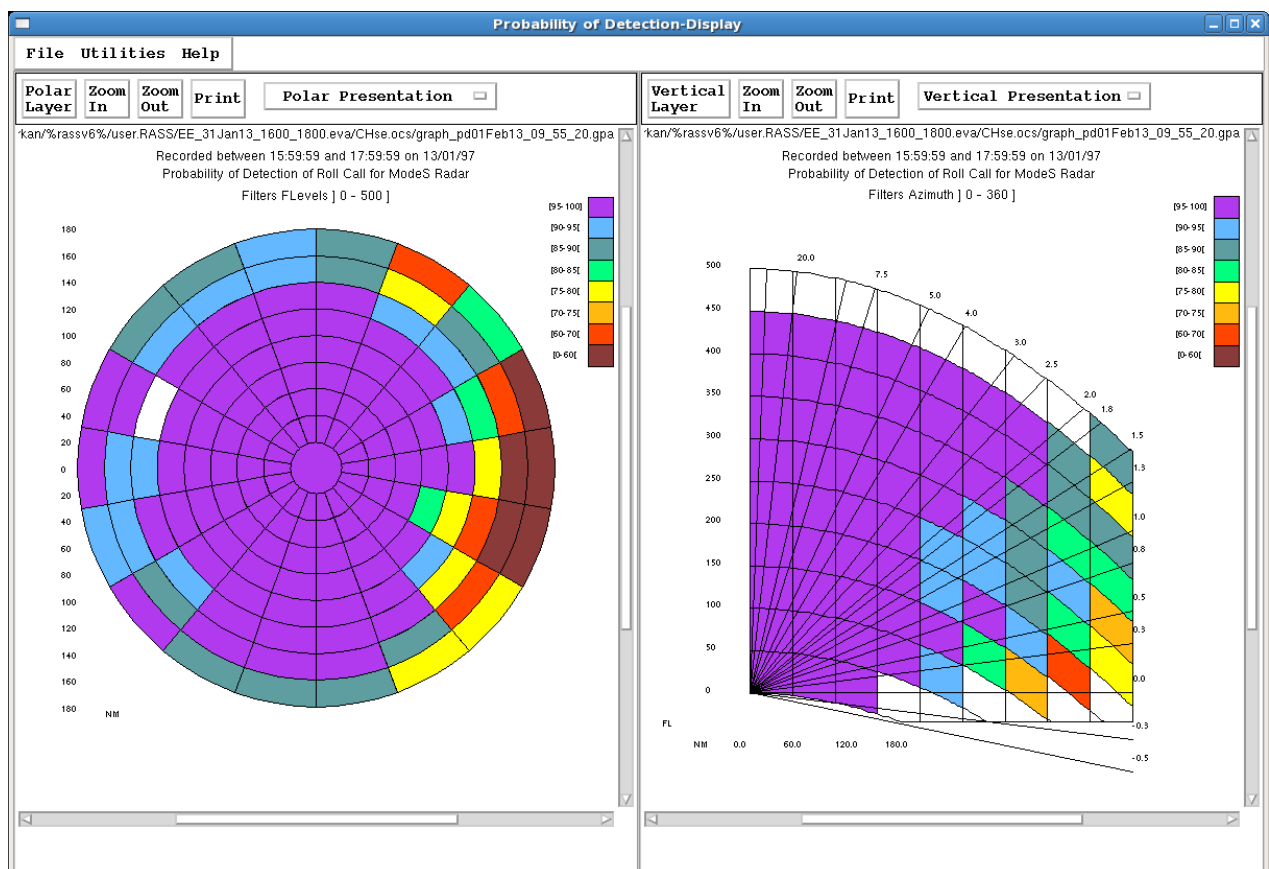 Probability of Detection-Display
File Utilities Help
Polar Layer
Zoom In
Zoom Out
Print
Polar Presentation
kan/%rassv6%/user.RASS/EE_31Jan13_1600_1800.eva/CHse.ocs/graph_pd01Feb13_09_55_20.gpa
Recorded between 15:59:59 and 17:59:59 on 13/01/97
Probability of Detection of Roll Call for ModeS Radar
Filters FLevels ] 0 - 500 ]
[95-100]
[90-95[
[85-90[
[80-85[
[75-80[
[70-75[
[60-70[
[0-60[
180
160
140
120
100
80
60
40
20
0
20
40
60
80
100
120
140
160
180
NM
Vertical Layer
Zoom In
Zoom Out
Print
Vertical Presentation
kan/%rassv6%/user.RASS/EE_31Jan13_1600_1800.eva/CHse.ocs/graph_pd01Feb13_09_55_20.gpa
Recorded between 15:59:59 and 17:59:59 on 13/01/97
Probability of Detection of Roll Call for ModeS Radar
Filters Azimuth ] 0 - 360 ]
[95-100]
[90-95[
[85-90[
[80-85[
[75-80[
[70-75[
[60-70[
[0-60[
500
450
400
350
300
250
200
150
100
50
0
FL
NM 0.0 60.0 120.0 180.0
20.0
7.5
5.0
4.0
3.0
2.5
2.0
1.8
1.5
1.3
1.0
0.8
0.5
0.3
0.0
-0.3
-0.5